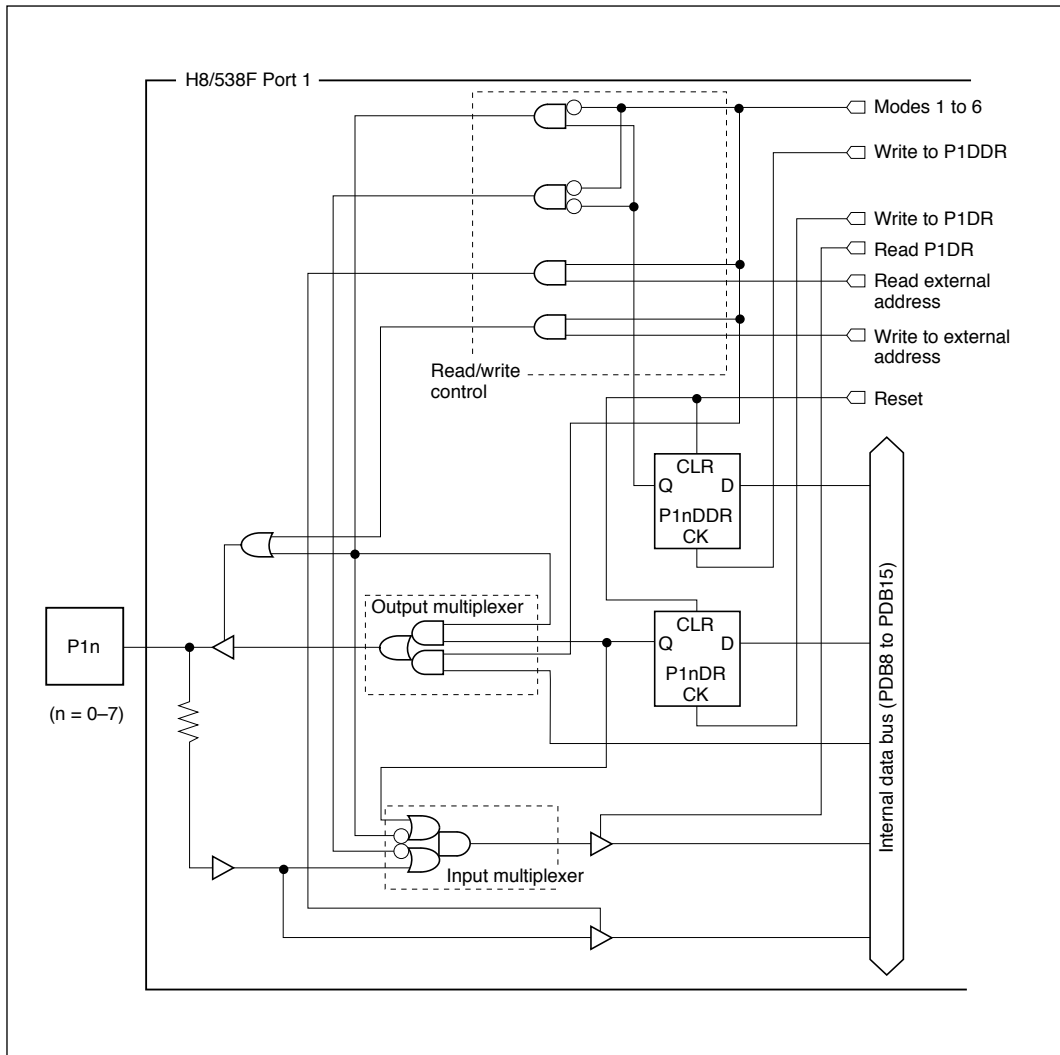 H8/538F Port 1
Modes 1 to 6
Write to P1DDR
Write to P1DR
Read P1DR
Read external
address
Write to external
address
Read/write
control
Reset
CLR
Q D
P1nDDR
CK
Output multiplexer
CLR
Q D
P1nDR
CK
P1n
(n = 0–7)
Internal data bus (PDB8 to PDB15)
Input multiplexer